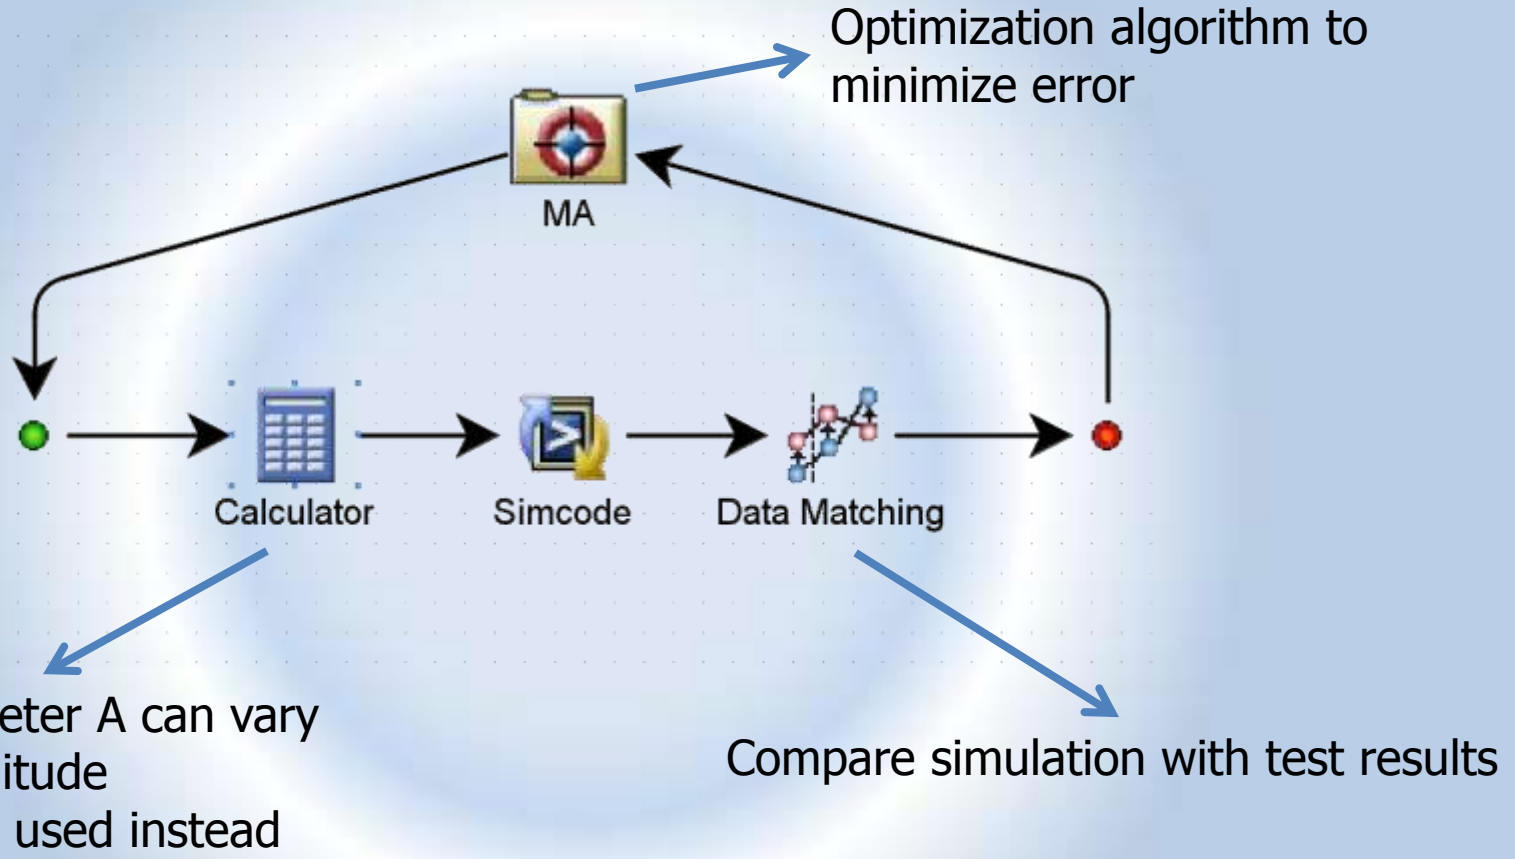 Optimization algorithm to
minimize error
MA
Calculator
Simcode
Data Matching
eter A can vary
itude
used instead
Compare simulation with test results